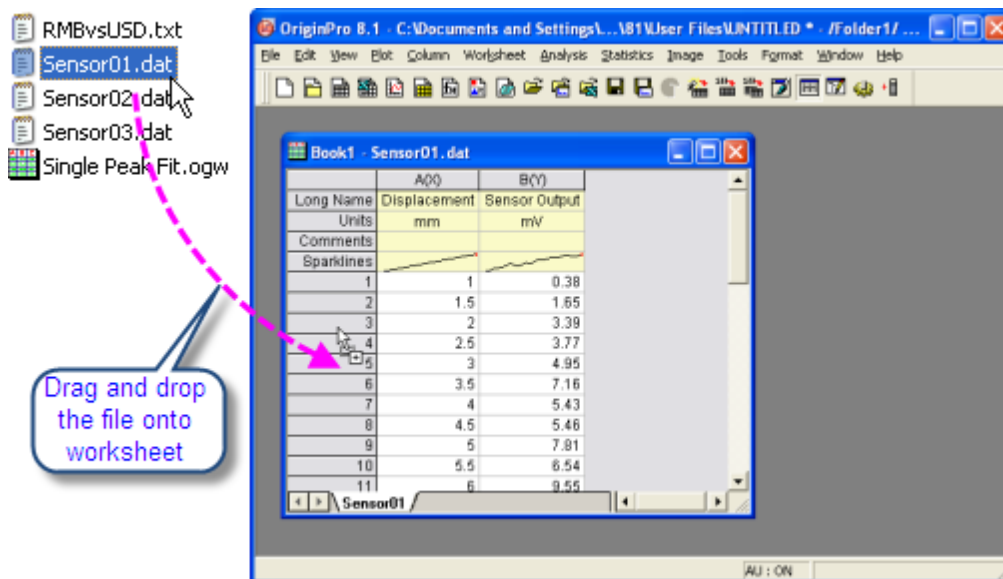 RMBvsUSD.txt
Sensor01.dat
Sensor02.dat
Sensor03.dat
Single Peak Fit.ogw
Drag and drop
the file onto
worksheet
OriginPro 8.1 - C:\Documents and Settings\...\81\User Files\UNTITLED * - /Folder1/ ...
File Edit View Plot Column Worksheet Analysis Statistics Image Tools Format Window Help
Book1 - Sensor01.dat
A(X) B(Y)
Long Name Displacement Sensor Output
Units mm mV
Comments
Sparklines
1 1 0.38
2 1.5 1.65
3 2 3.39
4 2.5 3.77
5 3 4.95
6 3.5 7.16
7 4 5.43
8 4.5 5.46
9 5 7.81
10 5.5 6.54
11 6 9.55
Sensor01
AU : ON